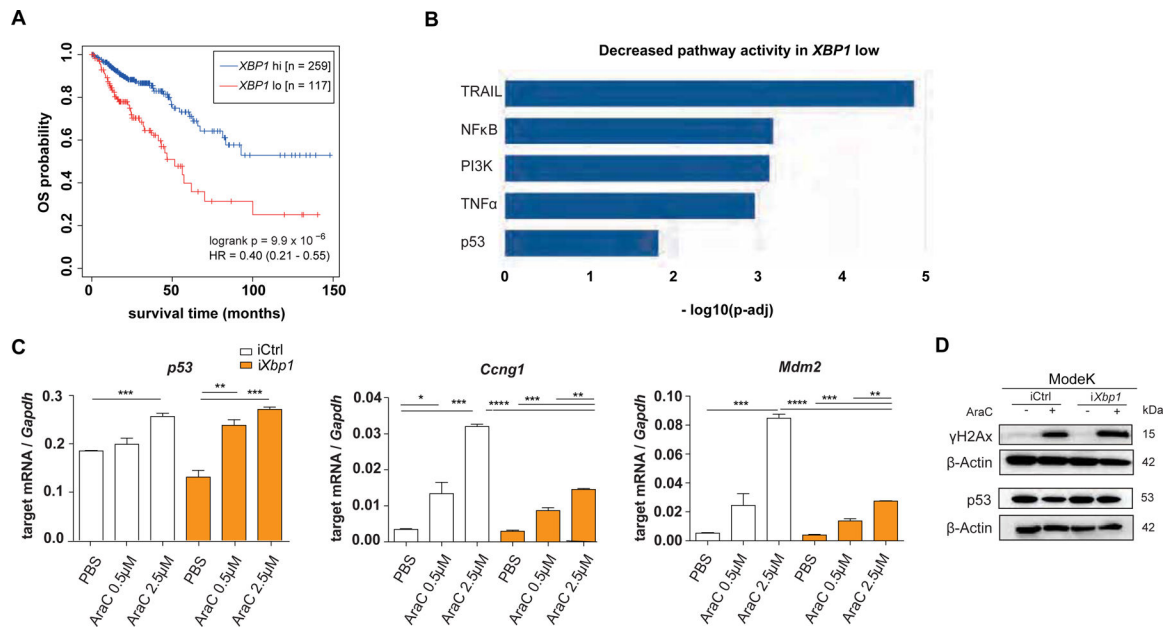 A
OS probability
1.0
0.8
0.6
0.4
0.2
0.0
XBP1 hi [n = 259]
XBP1 lo [n = 117]
logrank p = 9.9 x 10 −6
HR = 0.40 (0.21 - 0.55)
0 50 100 150
survival time (months)
B
Decreased pathway activity in XBP1 low
TRAIL
NFκB
PI3K
TNFα
p53
0 1 2 3 4 5
- log10(p-adj)
C
iCtrl
iXbp1
p53
target mRNA / Gapdh
0.3
0.2
0.1
0.0
*** ** ***
PBS
AraC 0.5μM
AraC 2.5μM
PBS
AraC 0.5μM
AraC 2.5μM
Ccng1
target mRNA / Gapdh
0.04
0.03
0.02
0.01
0.00
* *** **** *** **
PBS
AraC 0.5μM
AraC 2.5μM
PBS
AraC 0.5μM
AraC 2.5μM
Mdm2
target mRNA / Gapdh
0.10
0.08
0.06
0.04
0.02
0.00
*** **** *** **
PBS
AraC 0.5μM
AraC 2.5μM
PBS
AraC 0.5μM
AraC 2.5μM
D
ModeK
iCtrl iXbp1
AraC - + - + kDa
γH2Ax 15
β-Actin 42
p53 53
β-Actin 42